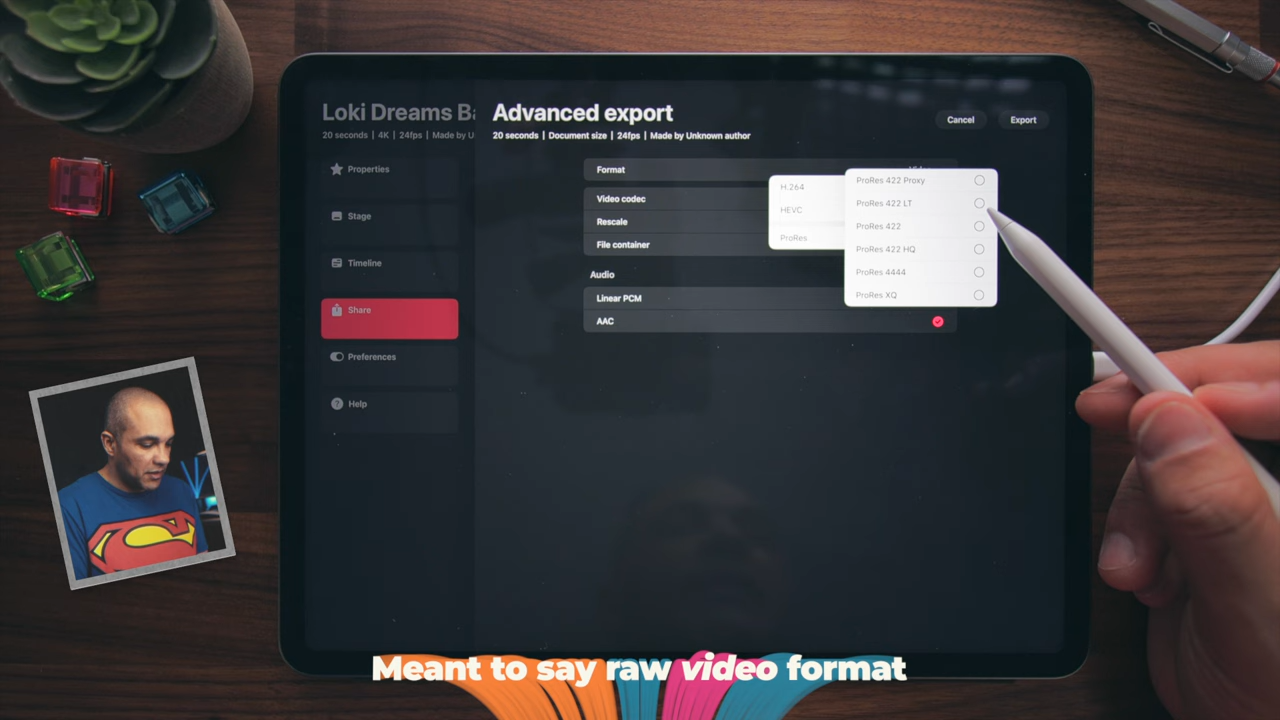 Loki Dreams Ba
20 seconds | 4K | 24fps | Made by U
Properties
Stage
Timeline
Share
Preferences
Help
Advanced export
20 seconds | Document size | 24fps | Made by Unknown author
Cancel
Export
Format
Video codec
Rescale
File container
Audio
Linear PCM
AAC
H.264
HEVC
ProRes
ProRes 422 Proxy
ProRes 422 LT
ProRes 422
ProRes 422 HQ
ProRes 4444
ProRes XQ
Meant to say raw video format